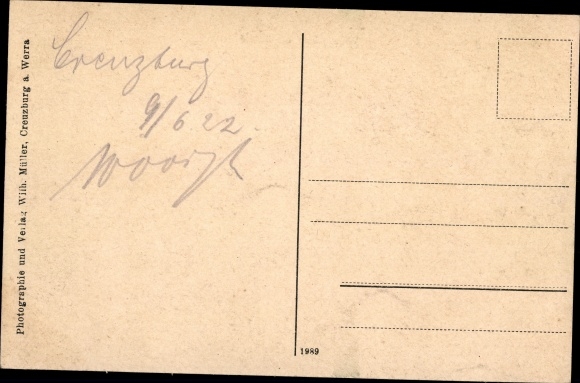 Creuzburg
9/6 22.
Photographie und Verlag Wilh. Müller, Creuzburg a. Werra
1989